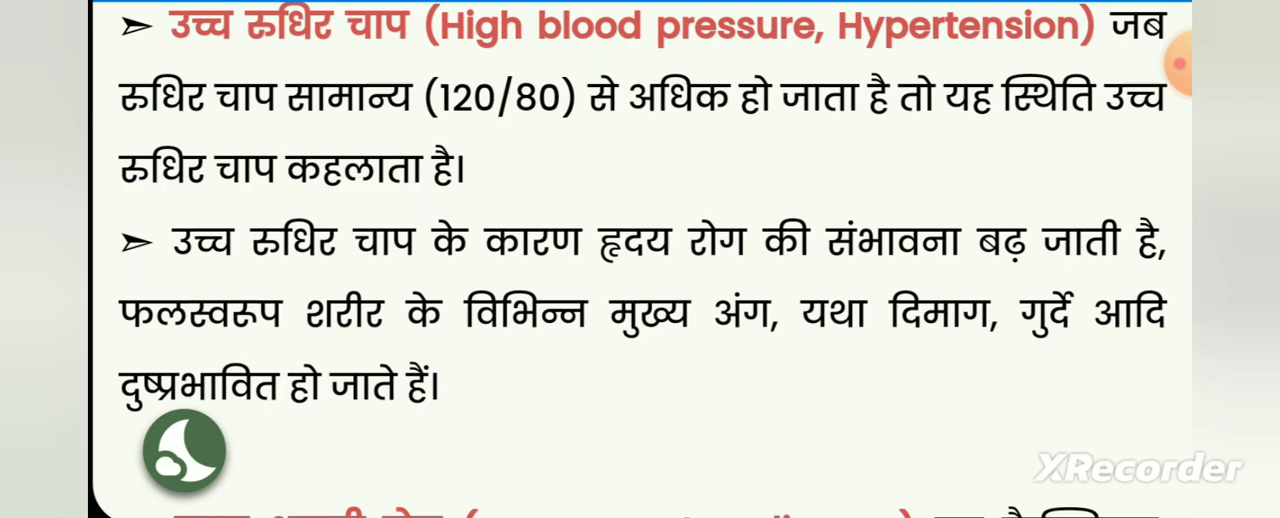 ➢ उच्च रुधिर चाप (High blood pressure, Hypertension) जब
रुधिर चाप सामान्य (120/80) से अधिक हो जाता है तो यह स्थिति उच्च
रुधिर चाप कहलाता है।
➢ उच्च रुधिर चाप के कारण हृदय रोग की संभावना बढ़ जाती है,
फलस्वरूप शरीर के विभिन्न मुख्य अंग, यथा दिमाग, गुर्दे आदि
दुष्प्रभावित हो जाते हैं।
XRecorder